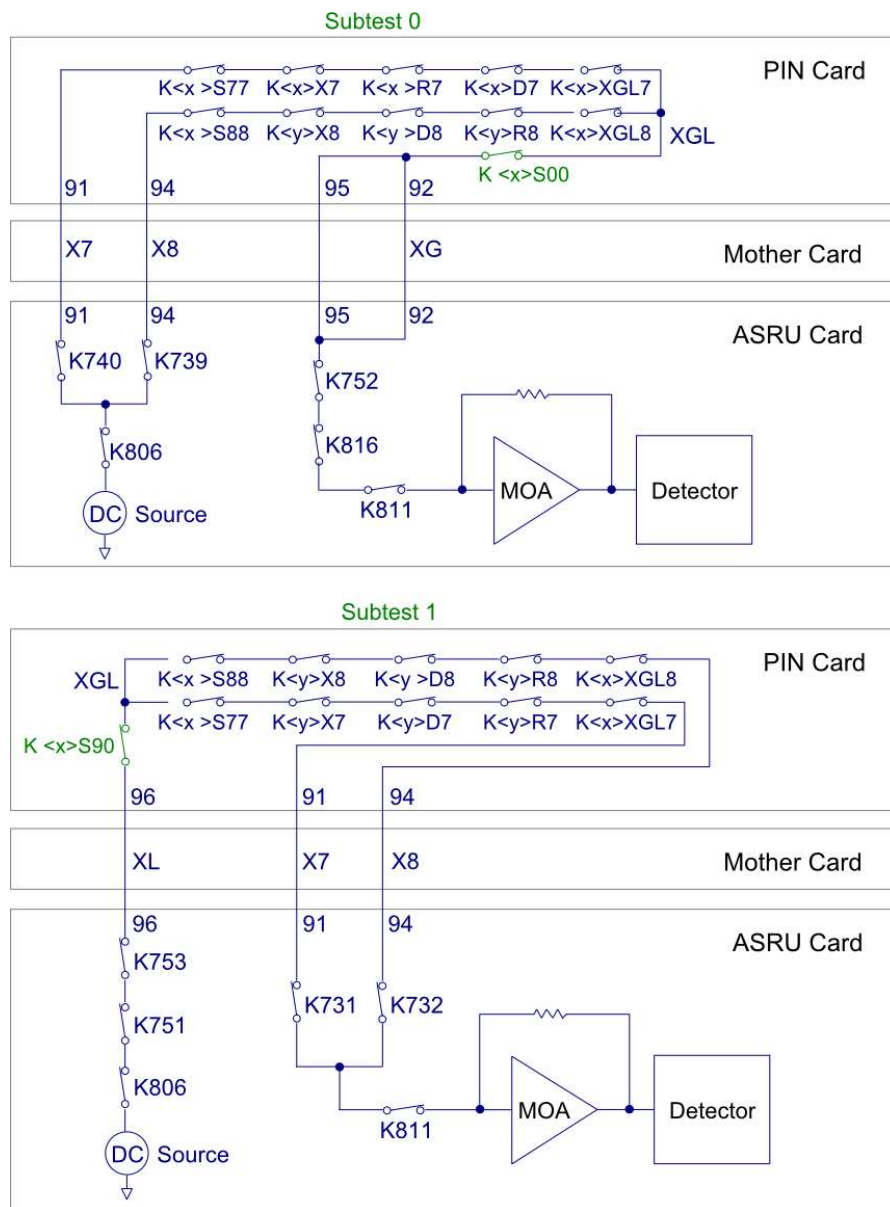 Subtest 0
PIN Card
K<x >S77 K<x>X7 K<x >R7 K<x>D7 K<x>XGL7
K<x >S88 K<y>X8 K<y >D8 K<y>R8 K<x>XGL8
XGL
K <x>S00
91 94 95 92
X7 X8 XG Mother Card
91 94 95 92
ASRU Card
K740 K739 K752
K816
K806
MOA Detector
K811
DC Source
Subtest 1
PIN Card
XGL
K<x >S88 K<y>X8 K<y >D8 K<y>R8 K<x>XGL8
K<x >S77 K<y>X7 K<y>D7 K<y>R7 K<x>XGL7
K <x>S90
96 91 94
XL X7 X8 Mother Card
96 91 94
ASRU Card
K753
K731 K732
K751
K806
MOA Detector
K811
DC Source